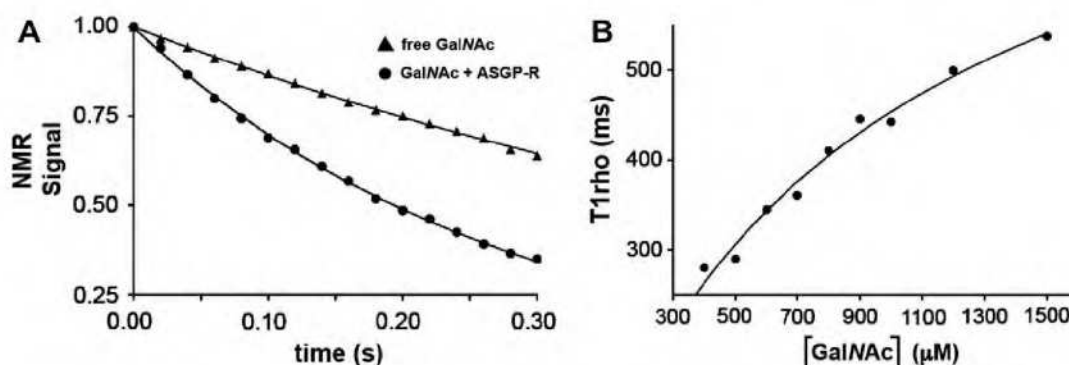 A
1.00
0.75
0.50
0.25
NMR
Signal
▲ free GalNAc
● GalNAc + ASGP-R
0.00 0.10 0.20 0.30
time (s)
B
500
400
300
T1rho (ms)
300 500 700 900 1100 1300 1500
[GalNAc] (μM)